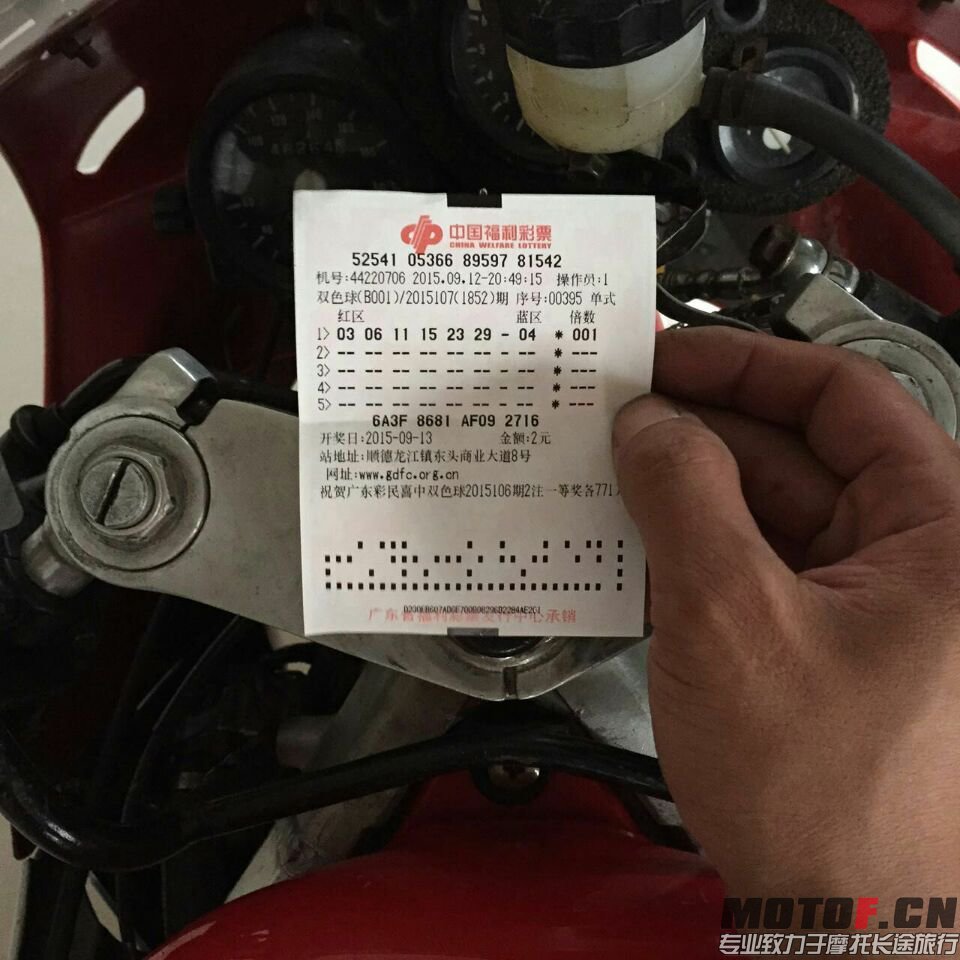 中国福利彩票
CHINA WELFARE LOTTERY
52541 05366 89597 81542
机号:44220706 2015.09.12-20:49:15 操作员:1
双色球(B001)/2015107(1852)期 序号:00395 单式
红区 蓝区 倍数
1> 03 06 11 15 23 29 - 04 * 001
2> -- -- -- -- -- -- - -- * ---
3> -- -- -- -- -- -- - -- * ---
4> -- -- -- -- -- -- - -- * ---
5> -- -- -- -- -- -- - -- * ---
6A3F 8681 AF09 2716
开奖日:2015-09-13 金额:2元
站地址:顺德龙江镇东头商业大道8号
网址:www.gdfc.org.cn
祝贺广东彩民喜中双色球2015106期2注一等奖各771
广东省福利彩票发行中心承销
MOTOF.CN
专业致力于摩托长途旅行